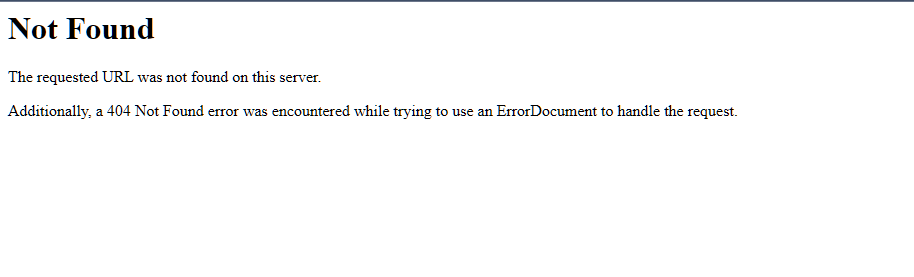 Not Found
The requested URL was not found on this server.
Additionally, a 404 Not Found error was encountered while trying to use an ErrorDocument to handle the request.